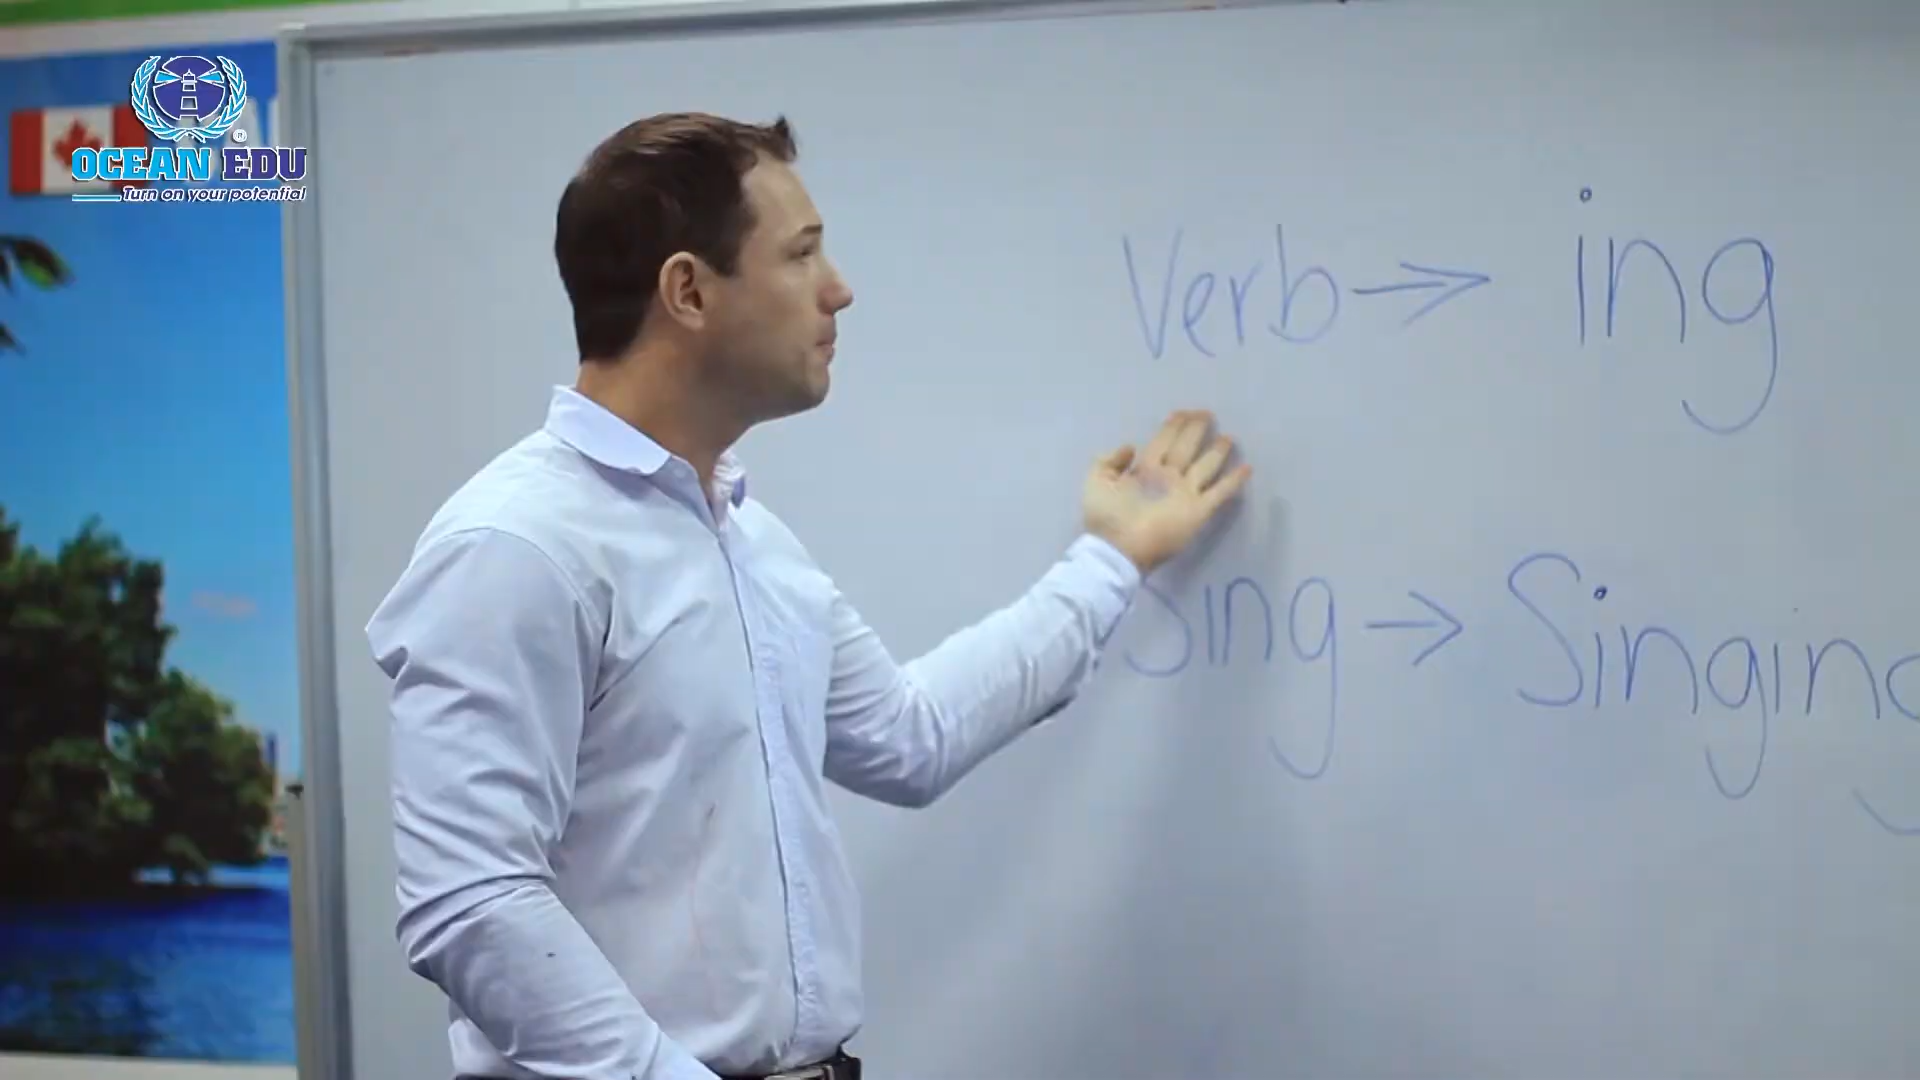 OCEAN EDU
Turn on your potential
Verb → ing
Sing → Singing